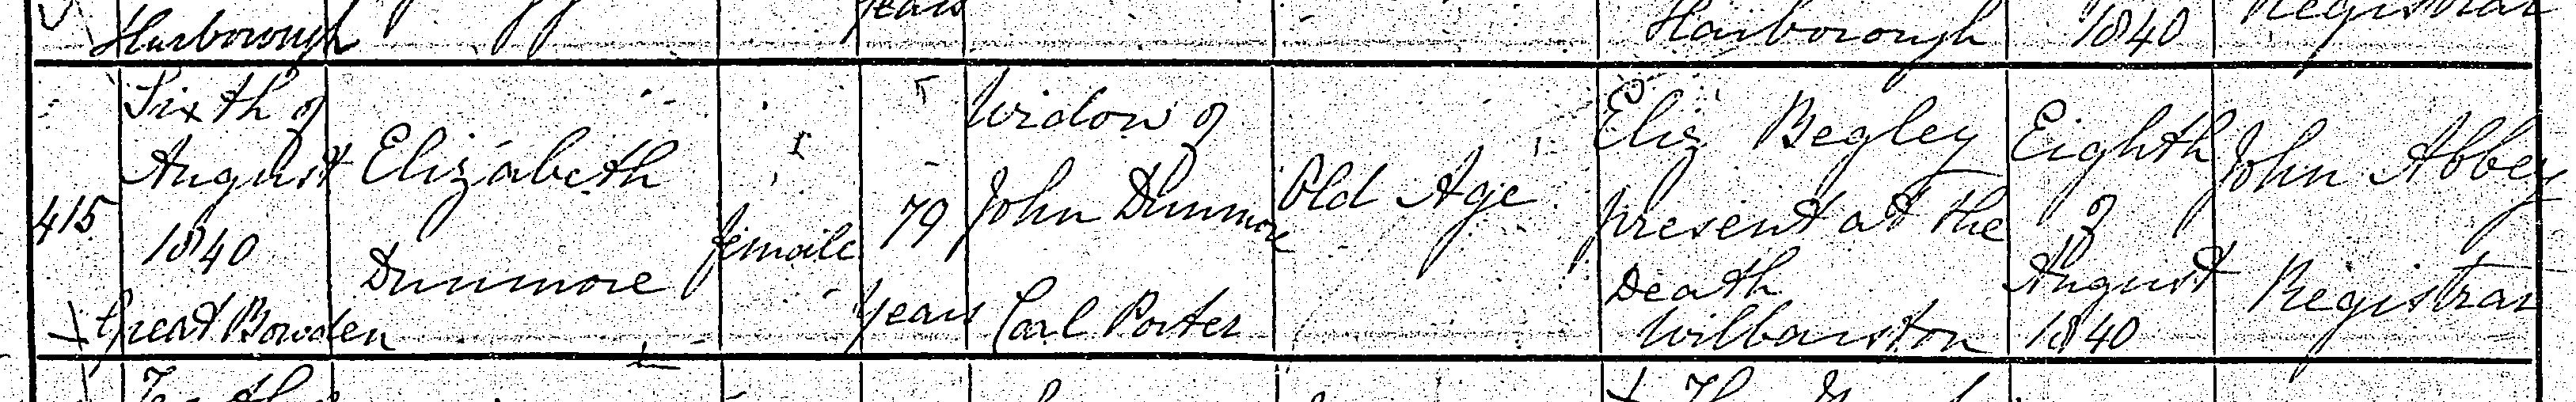 Harborough
years
Harborough
1840
Registrar
415
Sixth of
August
1840
Great Bowden
Elizabeth
Dunmore
female
79
years
Widow of
John Dunmore
Coal Porter
Old Age
Eliz Begley
present at the
Death
Wilbarston
Eighth
of
August
1840
John Abbey
Registrar